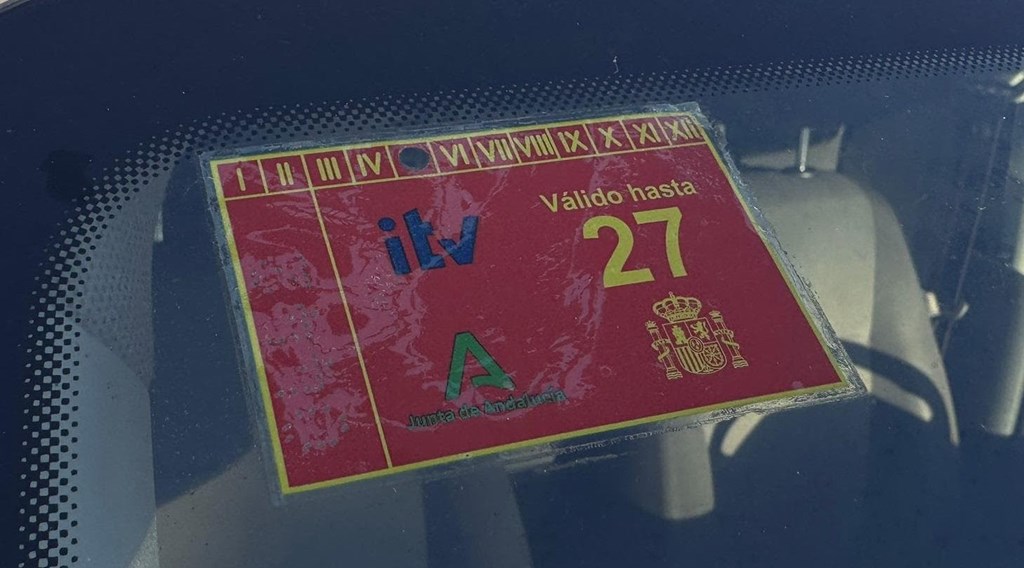 I II III IV VI VII VIII IX X XI XII
Válido hasta
27
itv
Junta de Andalucía